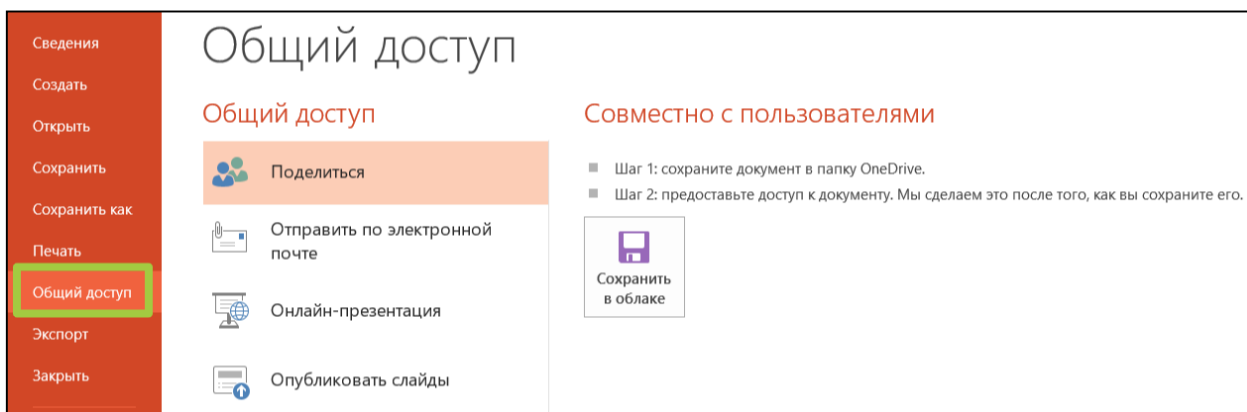 Сведения
Создать
Открыть
Сохранить
Сохранить как
Печать
Общий доступ
Экспорт
Закрыть
Общий доступ
Общий доступ
Поделиться
Отправить по электронной
почте
Онлайн-презентация
Опубликовать слайды
Совместно с пользователями
Шаг 1: сохраните документ в папку OneDrive.
Шаг 2: предоставьте доступ к документу. Мы сделаем это после того, как вы сохраните его.
Сохранить
в облаке